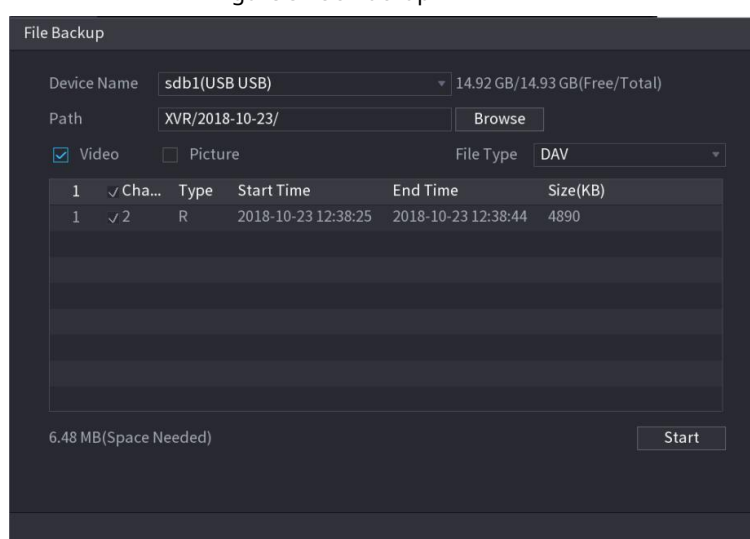 File Backup
Device Name sdb1(USB USB) 14.92 GB/14.93 GB(Free/Total)
Path XVR/2018-10-23/ Browse
Video Picture File Type DAV
1 Cha... Type Start Time End Time Size(KB)
1 2 R 2018-10-23 12:38:25 2018-10-23 12:38:44 4890
6.48 MB(Space Needed) Start